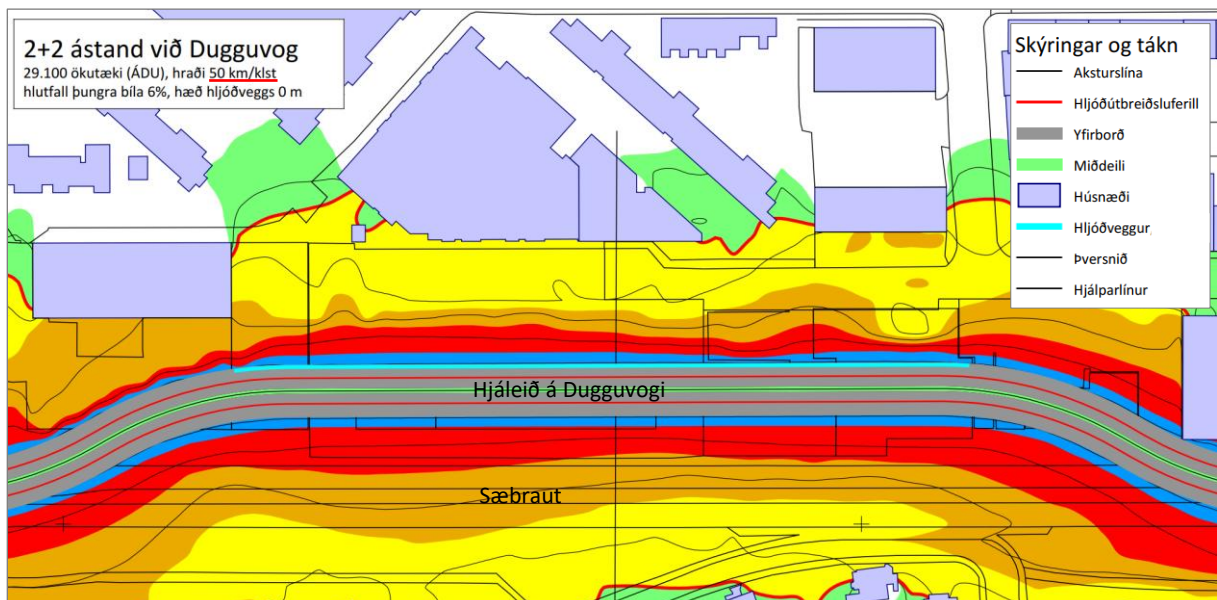 2+2 ástand við Dugguvog
29.100 ökutæki (ÁDU), hraði 50 km/klst
hlutfall þungra bíla 6%, hæð hljóðveggs 0 m
Skýringar og tákn
Aksturslína
Hljóðútbreiðsluferill
Yfirborð
Miðdeili
Húsnæði
Hljóðveggur
Þversnið
Hjálparlínur
Hjáleið á Dugguvogi
Sæbraut